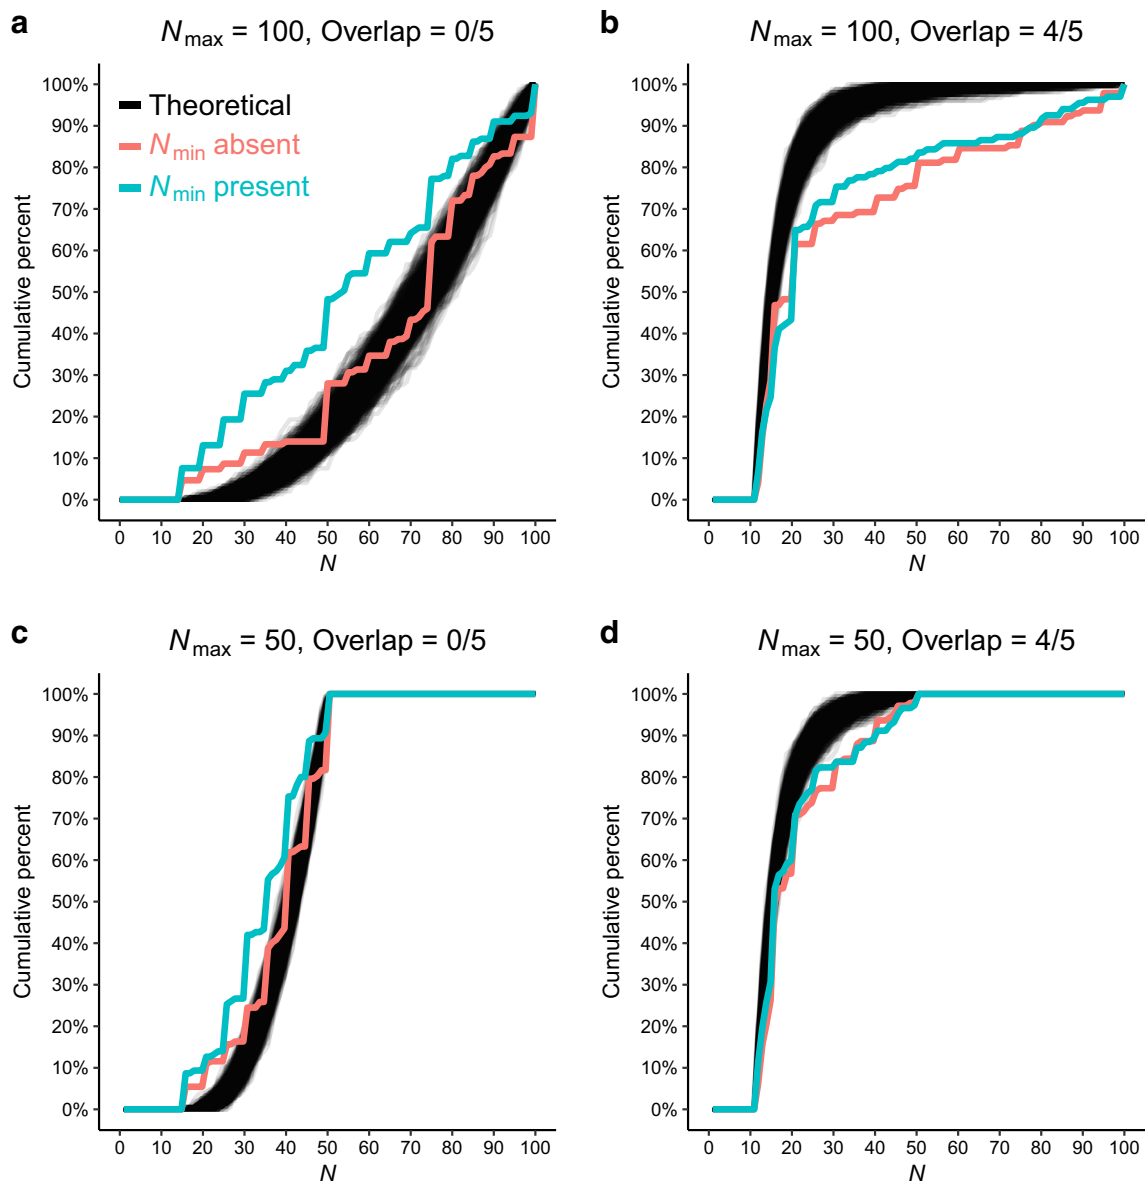 a
N max = 100, Overlap = 0/5
100%
90%
80%
70%
60%
50%
40%
30%
20%
10%
0%
Cumulative percent
Theoretical
N min absent
N min present
0 10 20 30 40 50 60 70 80 90 100
N
b
N max = 100, Overlap = 4/5
100%
90%
80%
70%
60%
50%
40%
30%
20%
10%
0%
Cumulative percent
0 10 20 30 40 50 60 70 80 90 100
N
c
N max = 50, Overlap = 0/5
100%
90%
80%
70%
60%
50%
40%
30%
20%
10%
0%
Cumulative percent
0 10 20 30 40 50 60 70 80 90 100
N
d
N max = 50, Overlap = 4/5
100%
90%
80%
70%
60%
50%
40%
30%
20%
10%
0%
Cumulative percent
0 10 20 30 40 50 60 70 80 90 100
N